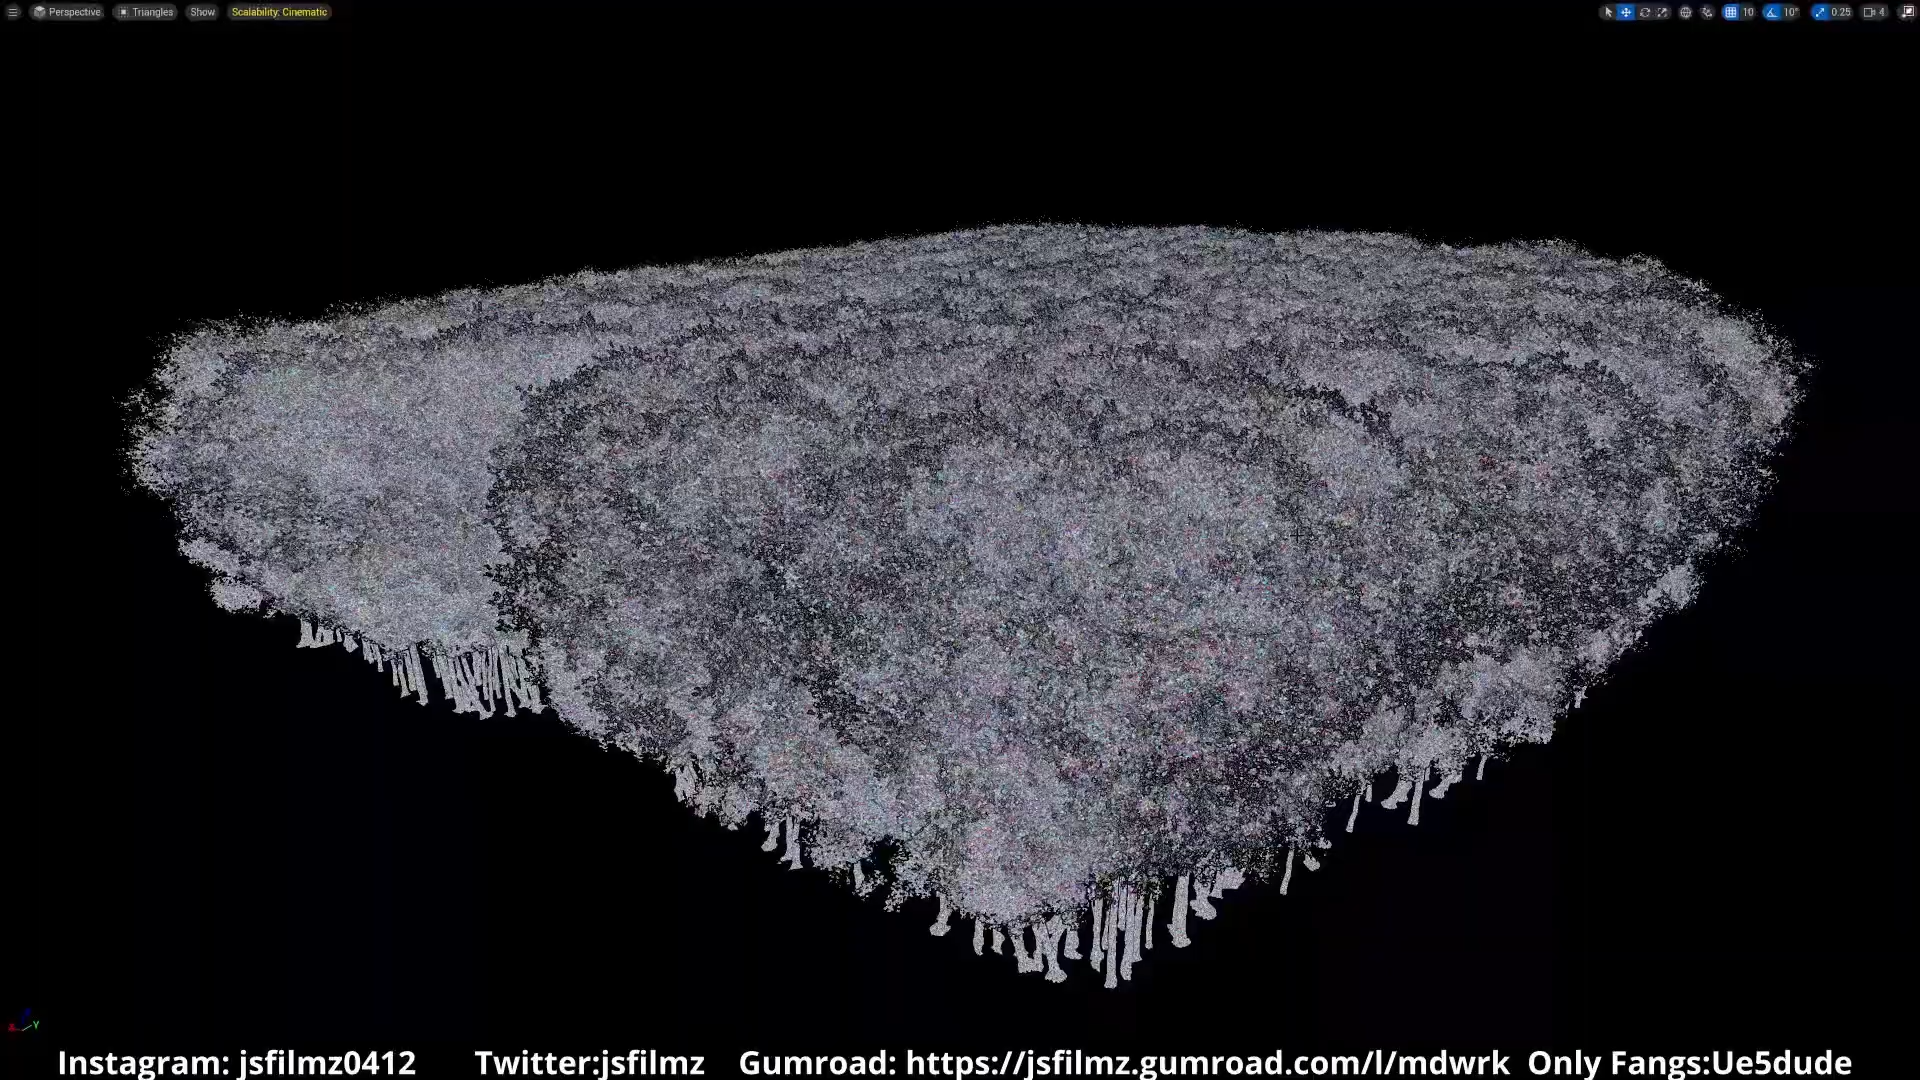 Perspective Triangles Show Scalability: Cinematic 10 10° 0.25 4
Y
Instagram: jsfilmz0412 Twitter:jsfilmz Gumroad: https://jsfilmz.gumroad.com/l/mdwrk Only Fangs:Ue5dude